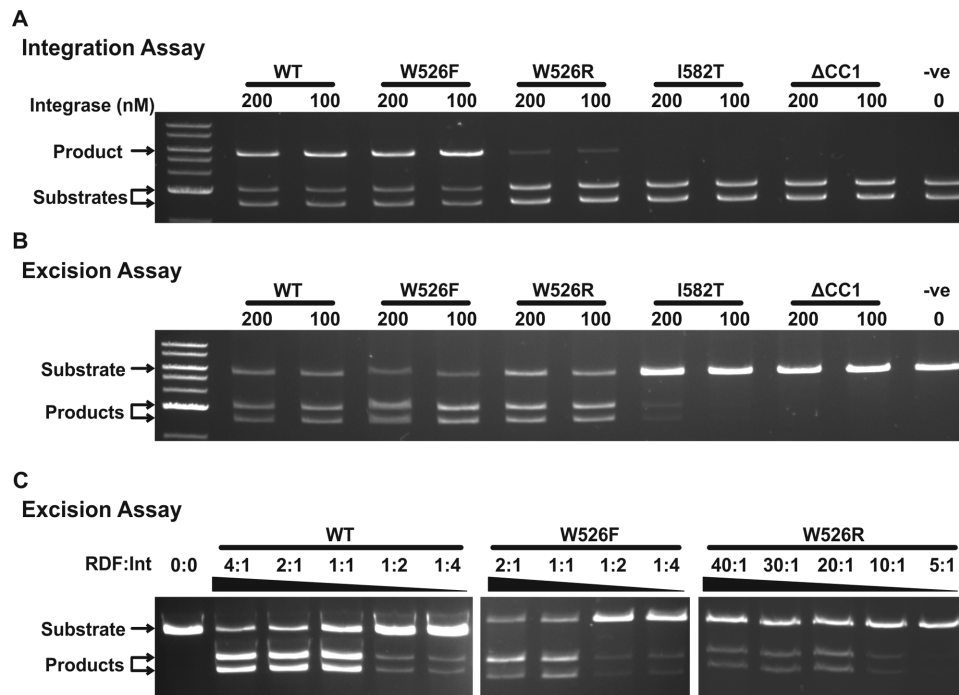 A
Integration Assay
WT W526F W526R I582T ΔCC1 -ve
Integrase (nM) 200 100 200 100 200 100 200 100 200 100 0
Product
Substrates
B
Excision Assay
WT W526F W526R I582T ΔCC1 -ve
200 100 200 100 200 100 200 100 200 100 0
Substrate
Products
C
Excision Assay
WT W526F W526R
RDF:Int 0:0 4:1 2:1 1:1 1:2 1:4 2:1 1:1 1:2 1:4 40:1 30:1 20:1 10:1 5:1
Substrate
Products